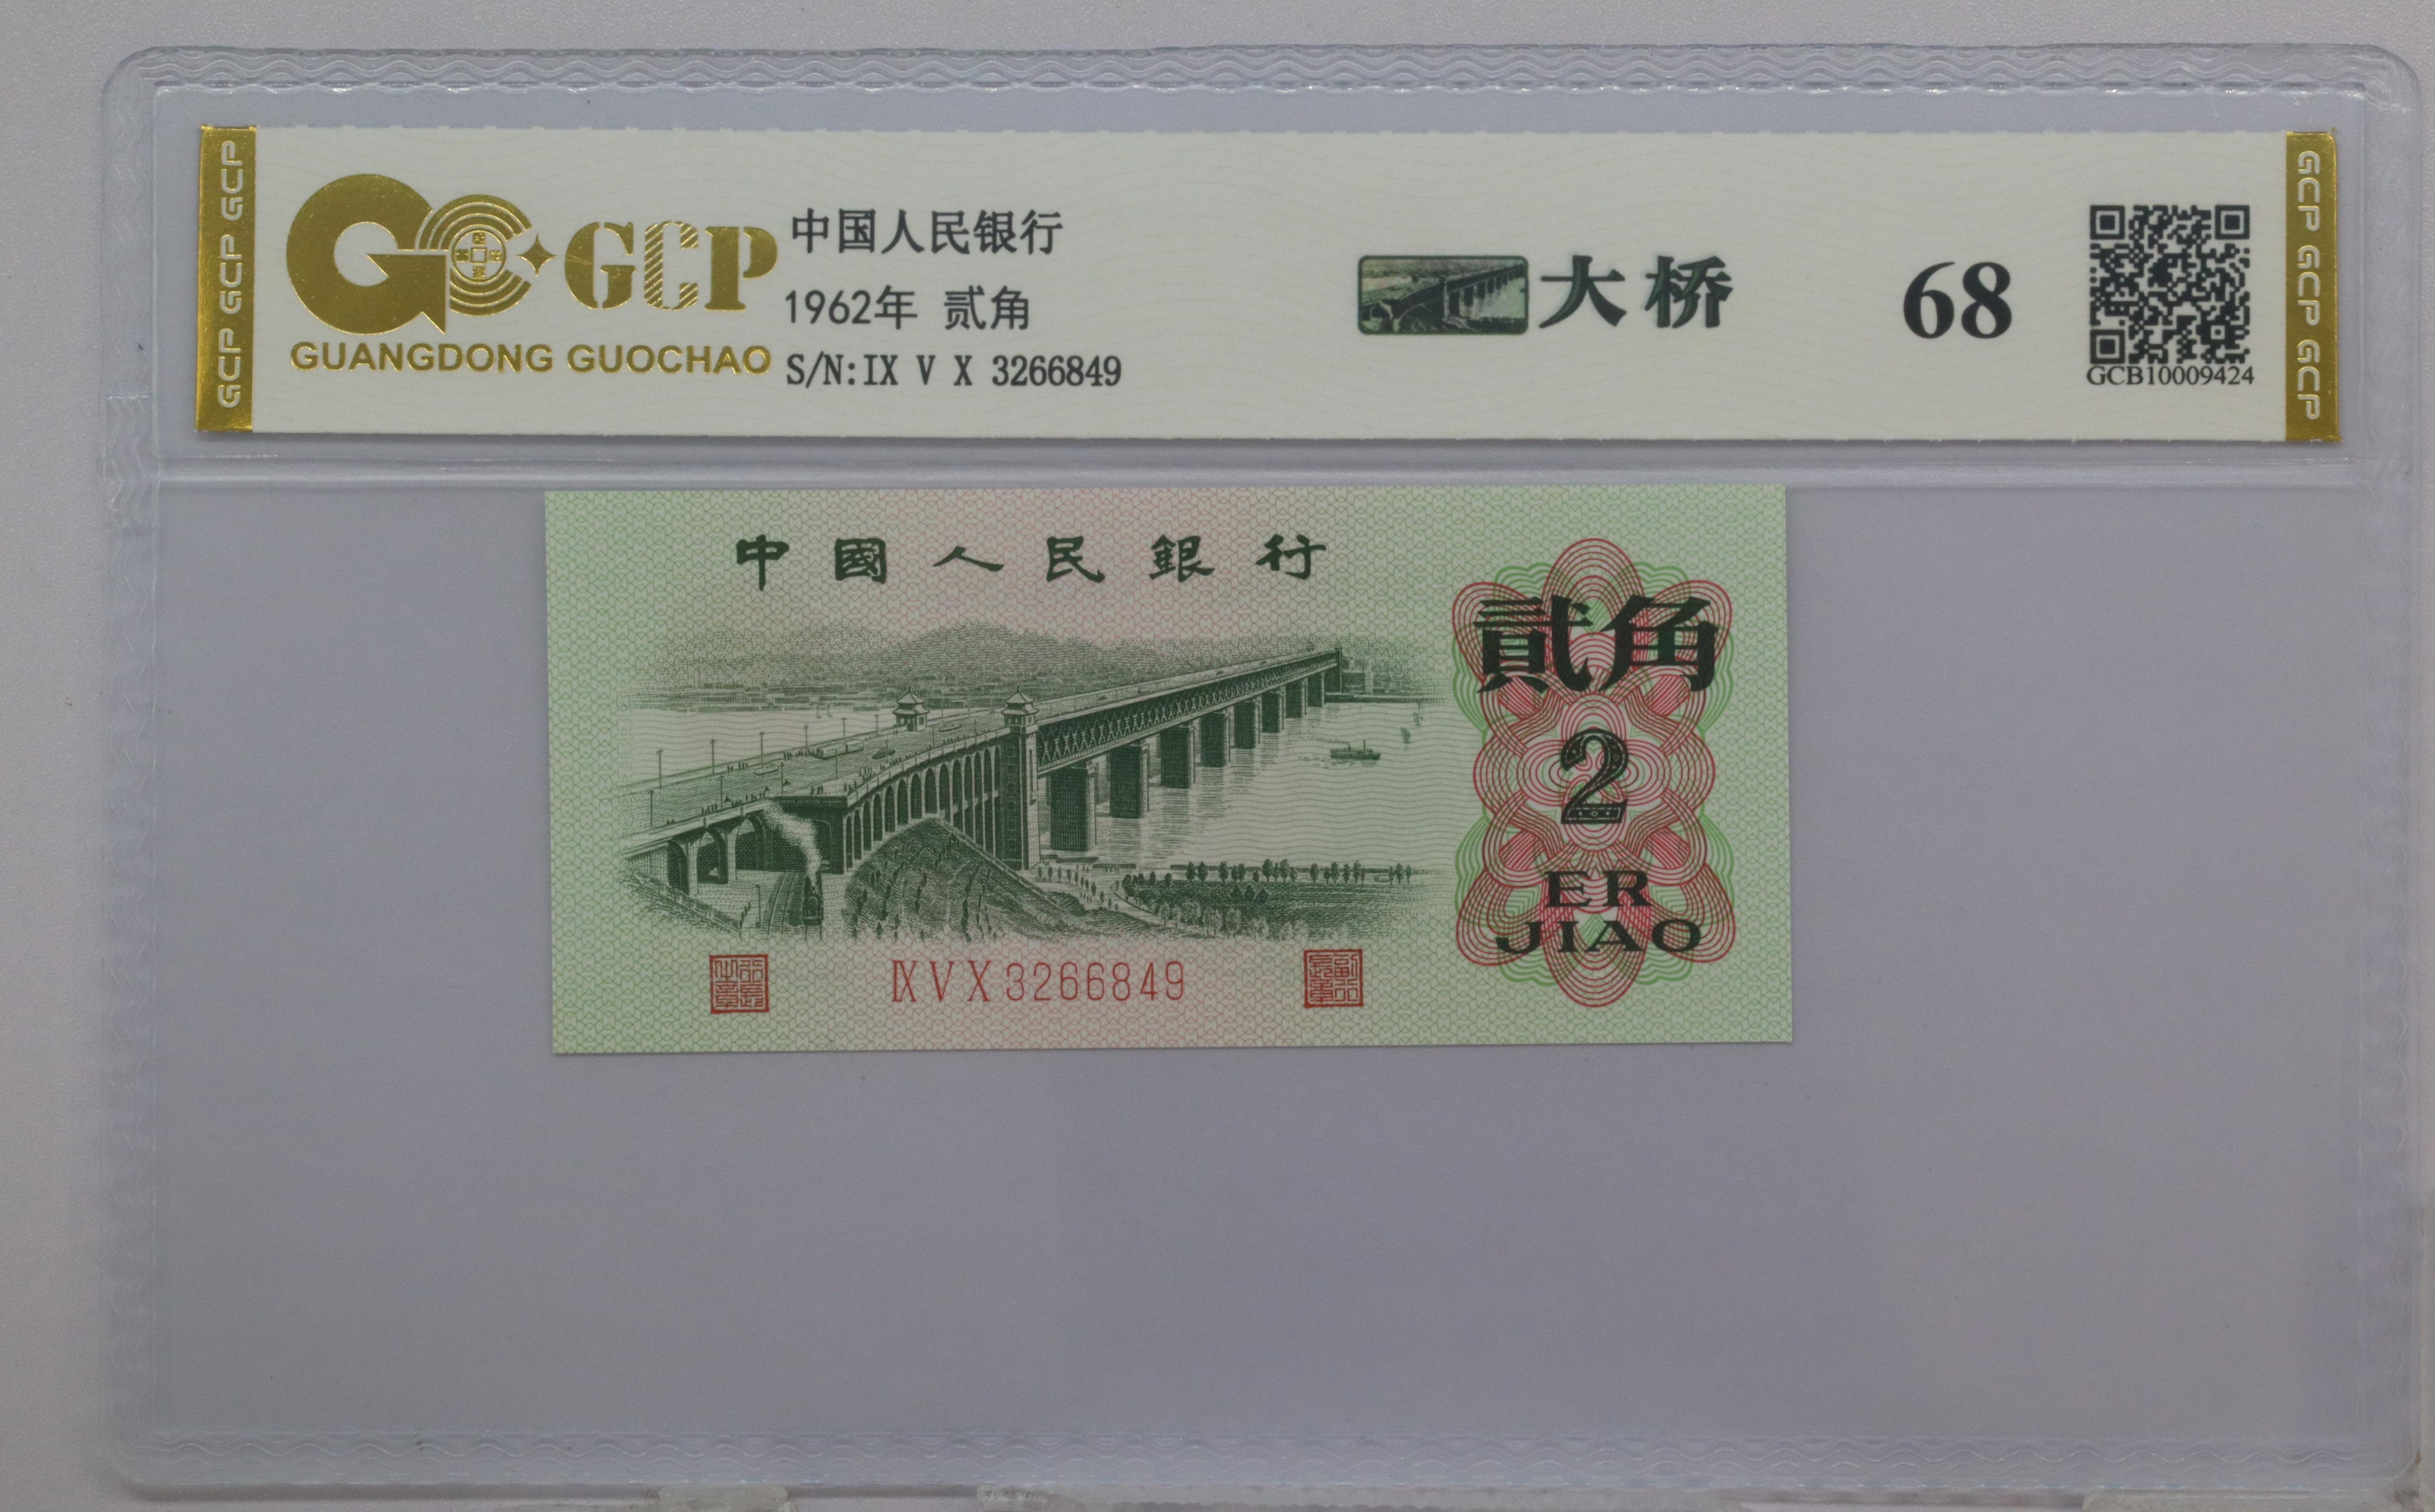 GCP GCP GCP
GCP
GUANGDONG GUOCHAO
中国人民银行
1962年 贰角
S/N:IX V X 3266849
大桥
68
GCB10009424
GCP GCP GCP
中國人民銀行
貳角
2
ER
JIAO
IX V X 3266849